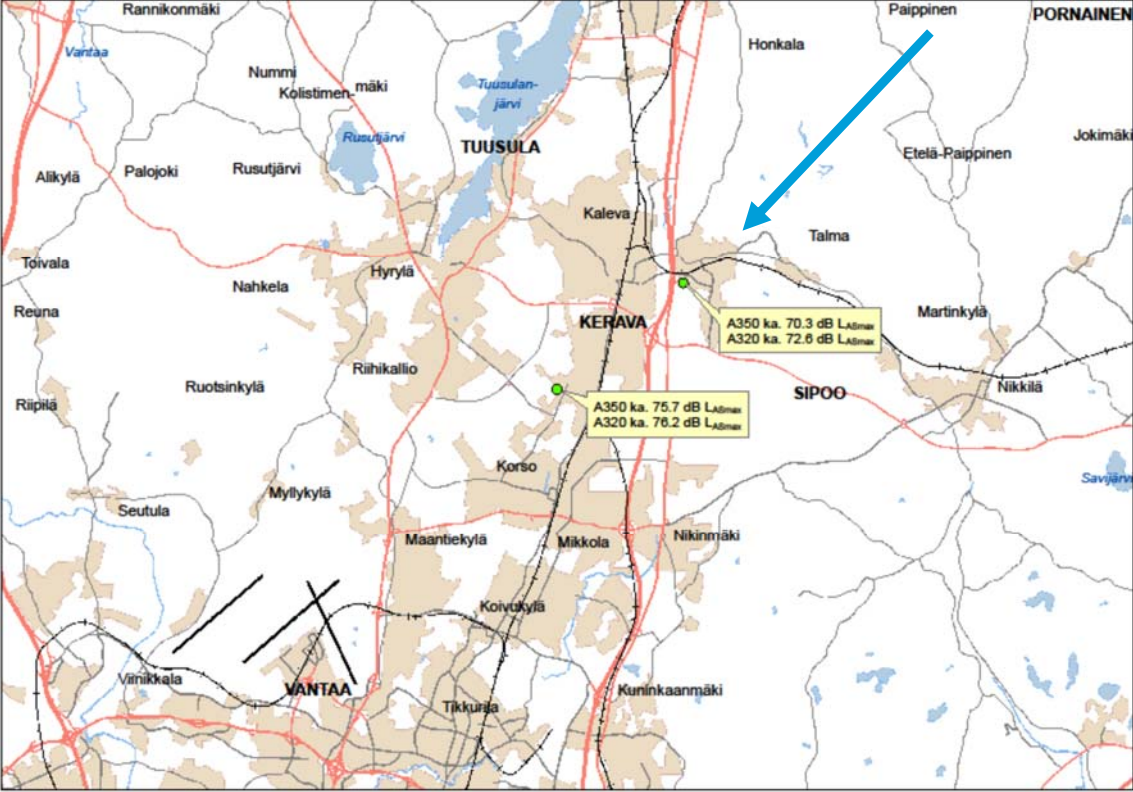 Rannikonmäki
Paippinen
PORNAINEN
Vantaa
Honkala
Nummi
Kolistimen-mäki
Tuusulan-
järvi
Rusutjärvi
TUUSULA
Jokimäki
Etelä-Paippinen
Alikylä
Palojoki
Rusutjärvi
Kaleva
Talma
Toivala
Hyrylä
Nahkela
Reuna
Martinkylä
KERAVA
A350 ka. 70.3 dB LASmax
A320 ka. 72.6 dB LASmax
Riihikallio
Ruotsinkylä
SIPOO
Nikkilä
Riipilä
A350 ka. 75.7 dB LASmax
A320 ka. 76.2 dB LASmax
Korso
Savijärvi
Myllykylä
Seutula
Maantiekylä
Mikkola
Nikinmäki
Koivukylä
Viinikkala
VANTAA
Kuninkaanmäki
Tikkurila